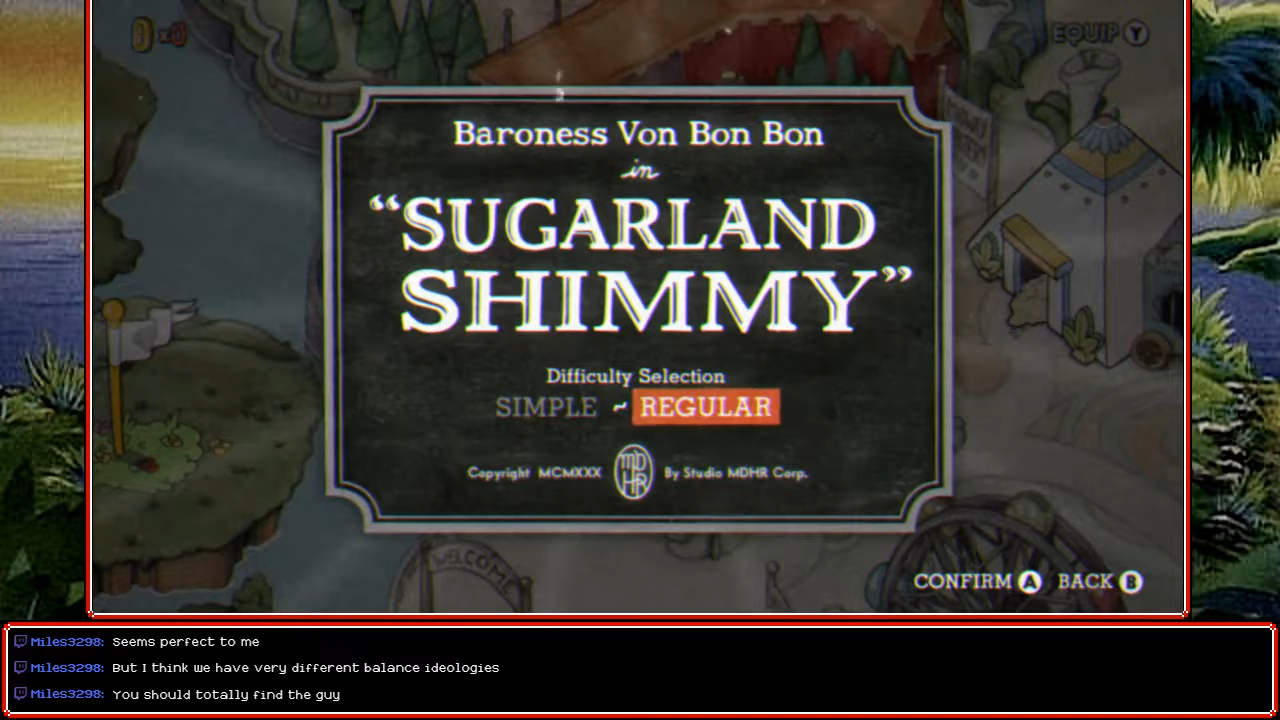 x0
EQUIP Y
Baroness Von Bon Bon
in
“SUGARLAND
SHIMMY”
Difficulty Selection
SIMPLE ~ REGULAR
Copyright MCMXXX MDHR By Studio MDHR Corp.
WELCOME
CONFIRM A BACK B
Miles3298: Seems perfect to me
Miles3298: But I think we have very different balance ideologies
Miles3298: You should totally find the guy